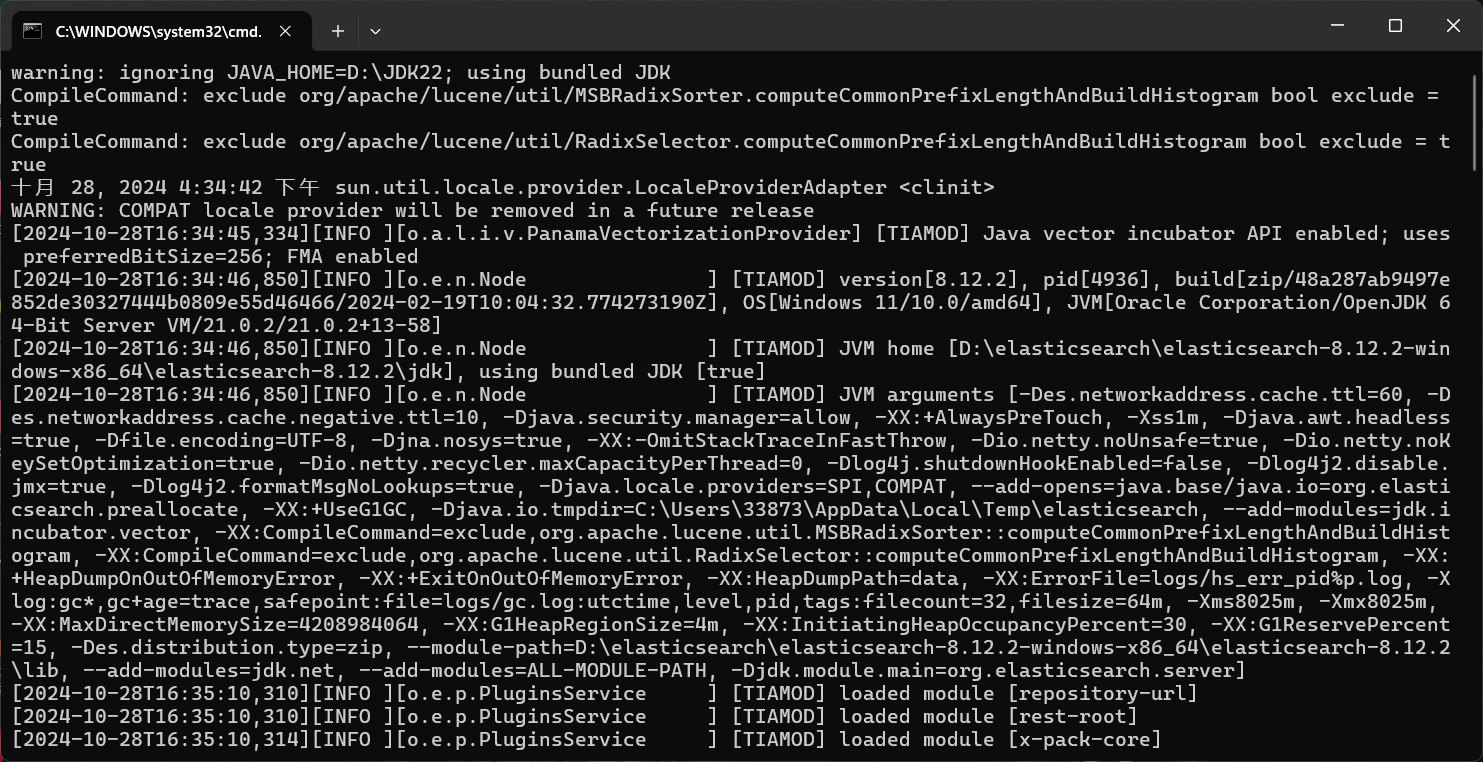 C:\WINDOWS\system32\cmd.
warning: ignoring JAVA_HOME=D:\JDK22; using bundled JDK
CompileCommand: exclude org/apache/lucene/util/MSBRadixSorter.computeCommonPrefixLengthAndBuildHistogram bool exclude =
true
CompileCommand: exclude org/apache/lucene/util/RadixSelector.computeCommonPrefixLengthAndBuildHistogram bool exclude = t
rue
十月 28, 2024 4:34:42 下午 sun.util.locale.provider.LocaleProviderAdapter <clinit>
WARNING: COMPAT locale provider will be removed in a future release
[2024-10-28T16:34:45,334][INFO ][o.a.l.i.v.PanamaVectorizationProvider] [TIAMOD] Java vector incubator API enabled; uses
 preferredBitSize=256; FMA enabled
[2024-10-28T16:34:46,850][INFO ][o.e.n.Node               ] [TIAMOD] version[8.12.2], pid[4936], build[zip/48a287ab9497e
852de30327444b0809e55d46466/2024-02-19T10:04:32.774273190Z], OS[Windows 11/10.0/amd64], JVM[Oracle Corporation/OpenJDK 6
4-Bit Server VM/21.0.2/21.0.2+13-58]
[2024-10-28T16:34:46,850][INFO ][o.e.n.Node               ] [TIAMOD] JVM home [D:\elasticsearch\elasticsearch-8.12.2-win
dows-x86_64\elasticsearch-8.12.2\jdk], using bundled JDK [true]
[2024-10-28T16:34:46,850][INFO ][o.e.n.Node               ] [TIAMOD] JVM arguments [-Des.networkaddress.cache.ttl=60, -D
es.networkaddress.cache.negative.ttl=10, -Djava.security.manager=allow, -XX:+AlwaysPreTouch, -Xss1m, -Djava.awt.headless
=true, -Dfile.encoding=UTF-8, -Djna.nosys=true, -XX:-OmitStackTraceInFastThrow, -Dio.netty.noUnsafe=true, -Dio.netty.noK
eySetOptimization=true, -Dio.netty.recycler.maxCapacityPerThread=0, -Dlog4j.shutdownHookEnabled=false, -Dlog4j2.disable.
jmx=true, -Dlog4j2.formatMsgNoLookups=true, -Djava.locale.providers=SPI,COMPAT, --add-opens=java.base/java.io=org.elasti
csearch.preallocate, -XX:+UseG1GC, -Djava.io.tmpdir=C:\Users\33873\AppData\Local\Temp\elasticsearch, --add-modules=jdk.i
ncubator.vector, -XX:CompileCommand=exclude,org.apache.lucene.util.MSBRadixSorter::computeCommonPrefixLengthAndBuildHist
ogram, -XX:CompileCommand=exclude,org.apache.lucene.util.RadixSelector::computeCommonPrefixLengthAndBuildHistogram, -XX:
+HeapDumpOnOutOfMemoryError, -XX:+ExitOnOutOfMemoryError, -XX:HeapDumpPath=data, -XX:ErrorFile=logs/hs_err_pid%p.log, -X
log:gc*,gc+age=trace,safepoint:file=logs/gc.log:utctime,level,pid,tags:filecount=32,filesize=64m, -Xms8025m, -Xmx8025m,
-XX:MaxDirectMemorySize=4208984064, -XX:G1HeapRegionSize=4m, -XX:InitiatingHeapOccupancyPercent=30, -XX:G1ReservePercent
=15, -Des.distribution.type=zip, --module-path=D:\elasticsearch\elasticsearch-8.12.2-windows-x86_64\elasticsearch-8.12.2
\lib, --add-modules=jdk.net, --add-modules=ALL-MODULE-PATH, -Djdk.module.main=org.elasticsearch.server]
[2024-10-28T16:35:10,310][INFO ][o.e.p.PluginsService     ] [TIAMOD] loaded module [repository-url]
[2024-10-28T16:35:10,310][INFO ][o.e.p.PluginsService     ] [TIAMOD] loaded module [rest-root]
[2024-10-28T16:35:10,314][INFO ][o.e.p.PluginsService     ] [TIAMOD] loaded module [x-pack-core]